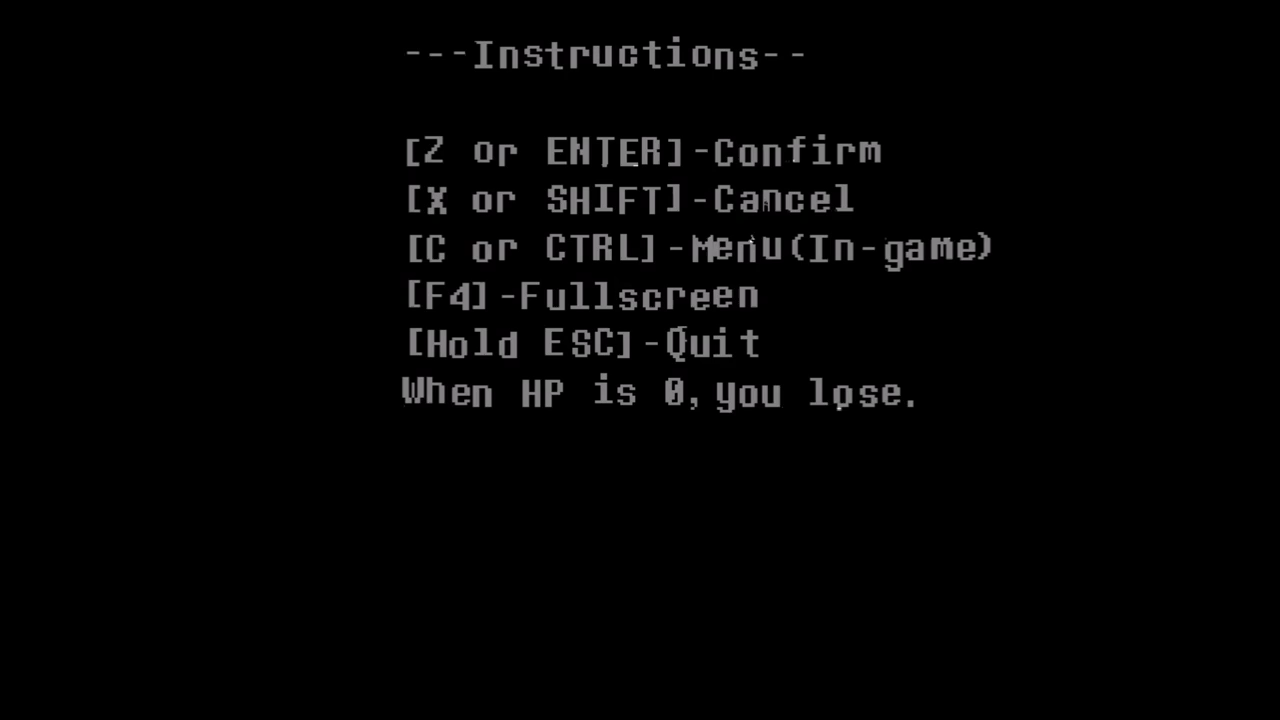 ---Instructions--
[Z or ENTER]-Confirm
[X or SHIFT]-Cancel
[C or CTRL]-Menu(In-game)
[F4]-Fullscreen
[Hold ESC]-Quit
When HP is 0, you lose.